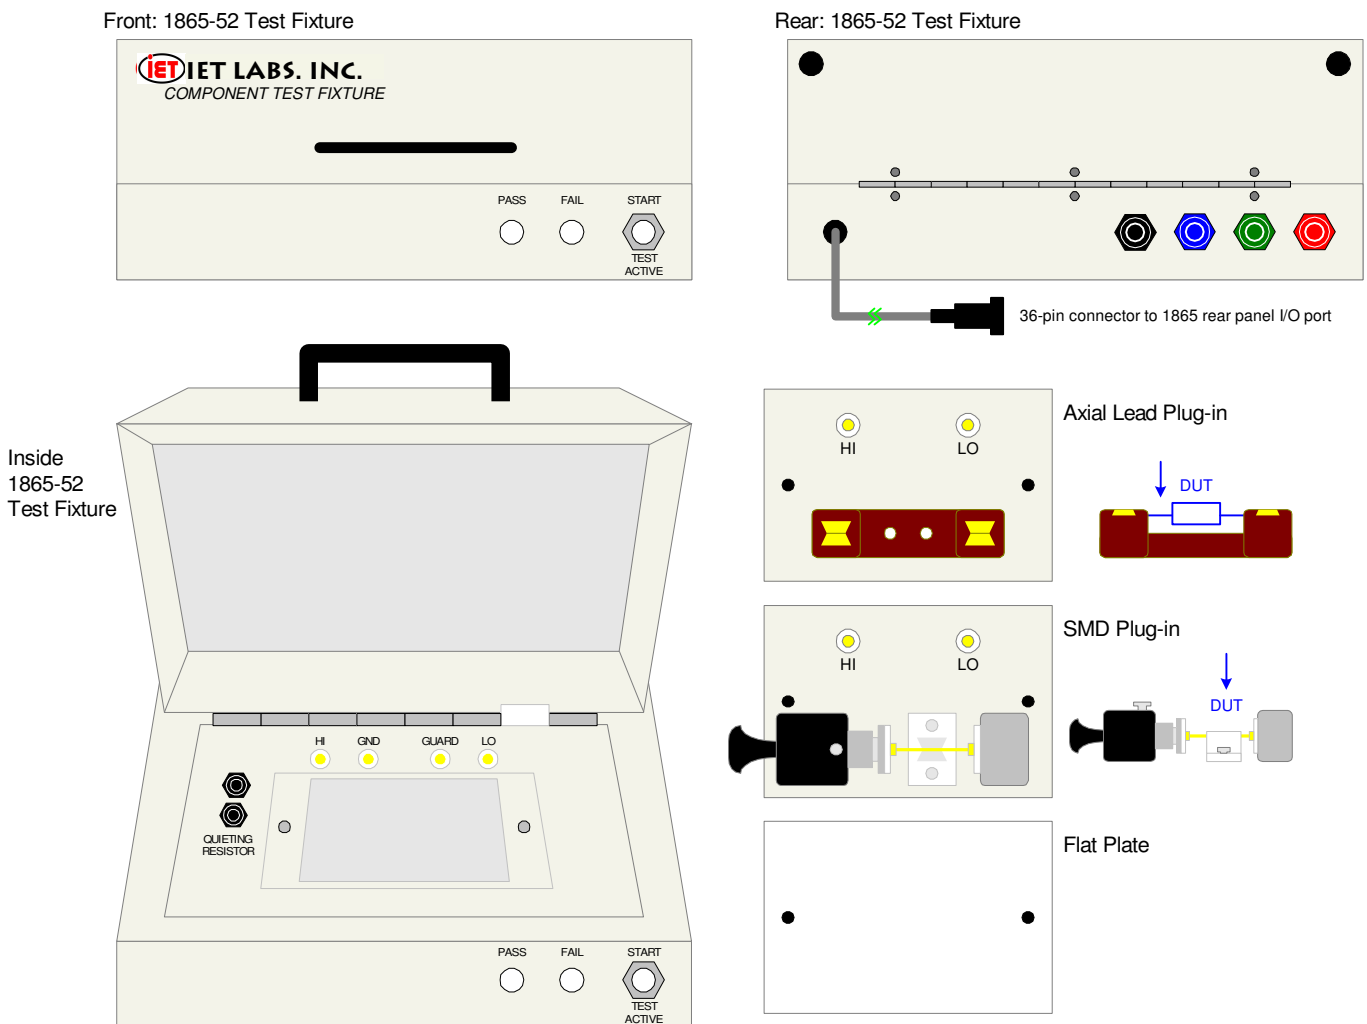 Front: 1865-52 Test Fixture
IET IET LABS. INC.
COMPONENT TEST FIXTURE
PASS FAIL START
TEST
ACTIVE
Rear: 1865-52 Test Fixture
36-pin connector to 1865 rear panel I/O port
Inside
1865-52
Test Fixture
HI GND GUARD LO
QUIETING
RESISTOR
PASS FAIL START
TEST
ACTIVE
Axial Lead Plug-in
HI LO
DUT
SMD Plug-in
HI LO
DUT
Flat Plate